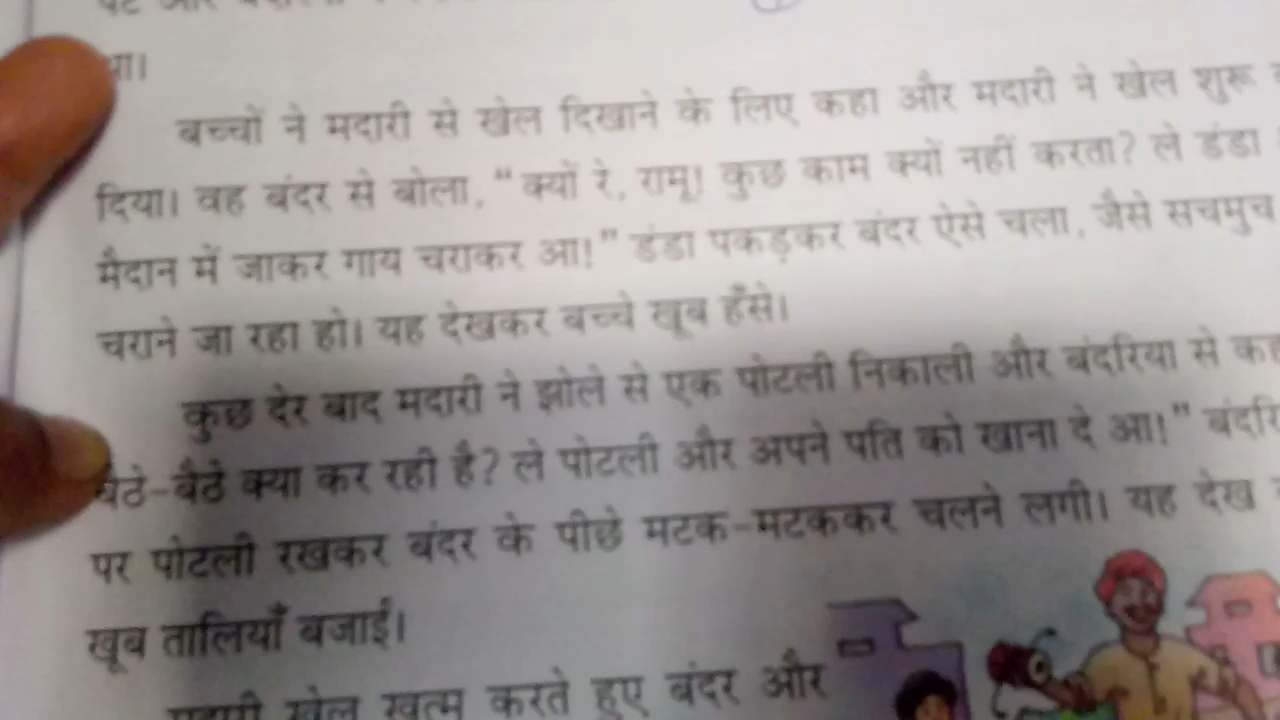 था।
बच्चों ने मदारी से खेल दिखाने के लिए कहा और मदारी ने खेल शुरू
दिया। वह बंदर से बोला, “क्यों रे, रामू! कुछ काम क्यों नहीं करता? ले डंडा
मैदान में जाकर गाय चराकर आ!” डंडा पकड़कर बंदर ऐसे चला, जैसे सचमुच
चराने जा रहा हो। यह देखकर बच्चे खूब हँसे।
कुछ देर बाद मदारी ने झोले से एक पोटली निकाली और बंदरिया से
बैठे-बैठे क्या कर रही है? ले पोटली और अपने पति को खाना दे आ!”
पर पोटली रखकर बंदर के पीछे मटक-मटककर चलने लगी। यह देख
खूब तालियाँ बजाईं।
मदारी खेल खत्म करते हुए बंदर और